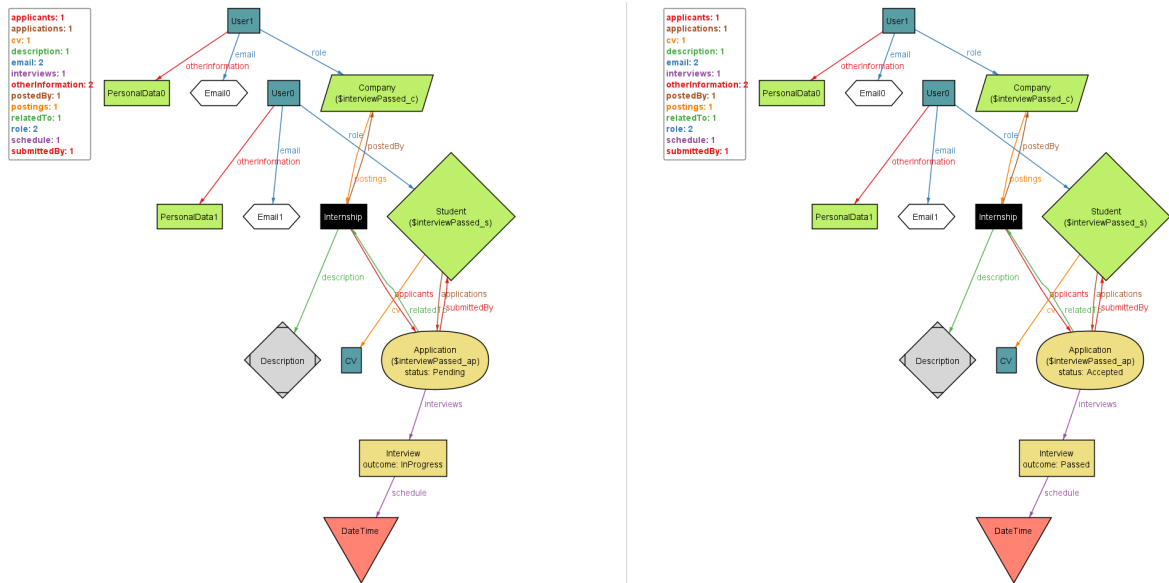 applicants: 1
applications: 1
cv: 1
description: 1
email: 2
interviews: 1
otherInformation: 2
postedBy: 1
postings: 1
relatedTo: 1
role: 2
schedule: 1
submittedBy: 1
User1
email
role
otherInformation
PersonalData0
Email0
User0
Company
($interviewPassed_c)
role
postedBy
email
otherInformation
postings
PersonalData1
Email1
Internship
Student
($interviewPassed_s)
description
applicants
applications
cv
relatedTo
submittedBy
Description
CV
Application
($interviewPassed_ap)
status: Pending
interviews
Interview
outcome: InProgress
schedule
DateTime
applicants: 1
applications: 1
cv: 1
description: 1
email: 2
interviews: 1
otherInformation: 2
postedBy: 1
postings: 1
relatedTo: 1
role: 2
schedule: 1
submittedBy: 1
User1
email
role
otherInformation
PersonalData0
Email0
User0
Company
($interviewPassed_c)
role
postedBy
email
otherInformation
postings
PersonalData1
Email1
Internship
Student
($interviewPassed_s)
description
applicants
applications
cv
relatedTo
submittedBy
Description
CV
Application
($interviewPassed_ap)
status: Accepted
interviews
Interview
outcome: Passed
schedule
DateTime